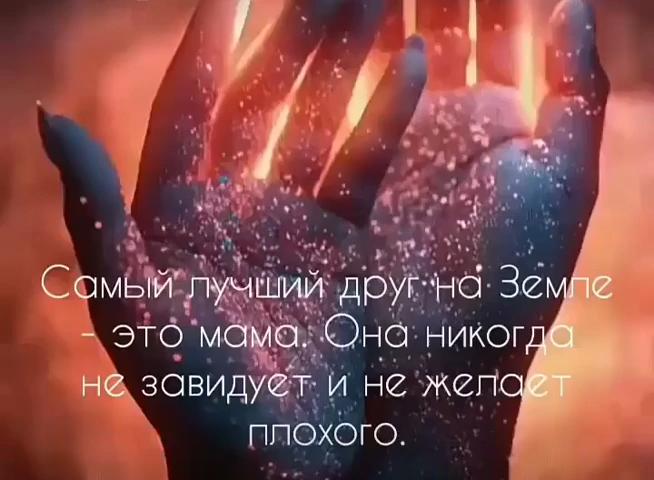 Самый лучший друг на Земле
- это мама. Она никогда
не завидует и не желает
плохого.